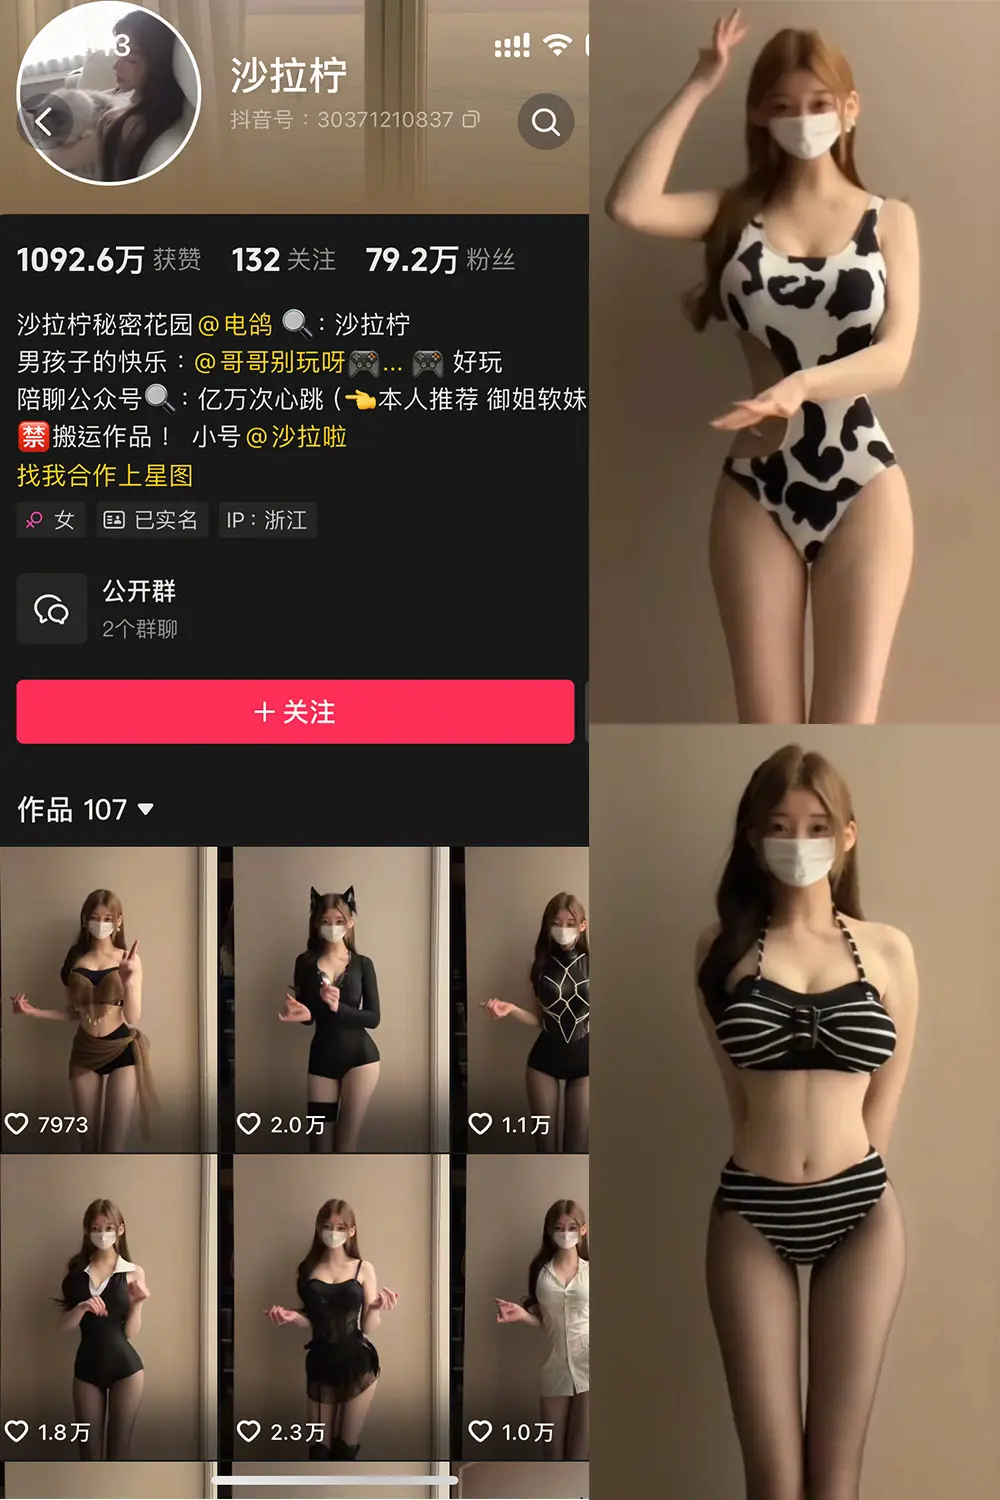 沙拉柠
抖音号：30371210837
1092.6万 获赞 132 关注 79.2万 粉丝
沙拉柠秘密花园@电鸽 🔍：沙拉柠
男孩子的快乐：@哥哥别玩呀🎮... 🎮 好玩
陪聊公众号🔍：亿万次心跳 (👈本人推荐 御姐软妹
🈲搬运作品！ 小号@沙拉啦
找我合作上星图
女 已实名 IP：浙江
公开群
2个群聊
+ 关注
作品 107
7973 2.0万 1.1万
1.8万 2.3万 1.0万